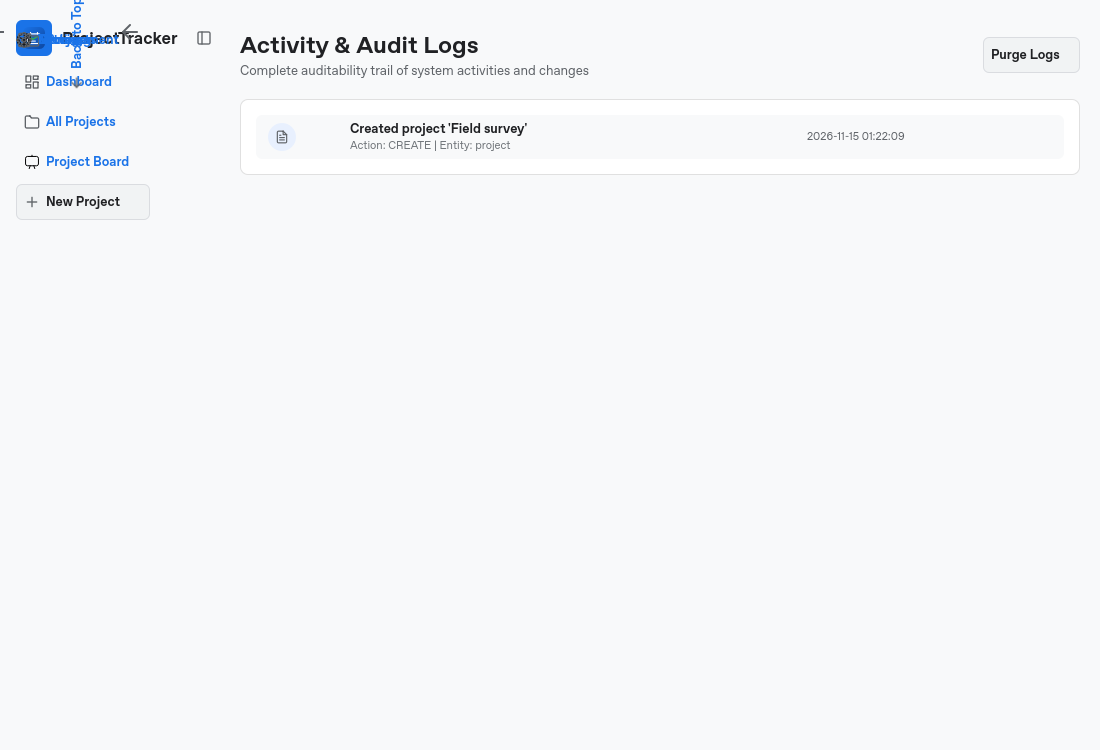 ProjectTracker
Back to Top
Dashboard
All Projects
Project Board
New Project
Activity & Audit Logs
Complete auditability trail of system activities and changes
Purge Logs
Created project 'Field survey'
Action: CREATE | Entity: project
2026-11-15 01:22:09